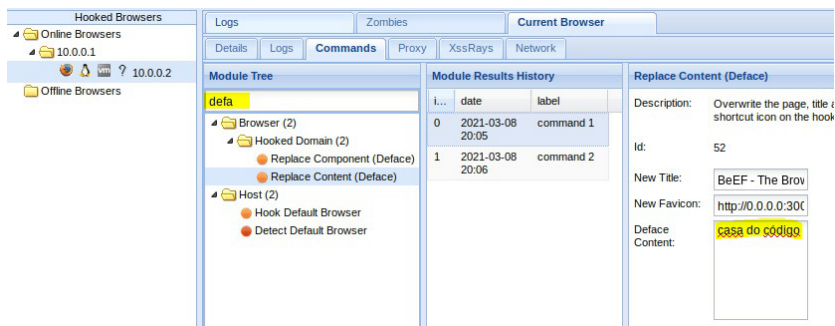 Hooked Browsers
Online Browsers
10.0.0.1
? 10.0.0.2
Offline Browsers
Logs Zombies Current Browser
Details Logs Commands Proxy XssRays Network
Module Tree
defa
Browser (2)
Hooked Domain (2)
Replace Component (Deface)
Replace Content (Deface)
Host (2)
Hook Default Browser
Detect Default Browser
Module Results History
i... date label
0 2021-03-08 20:05 command 1
1 2021-03-08 20:06 command 2
Replace Content (Deface)
Description: Overwrite the page, title a
shortcut icon on the hook
Id: 52
New Title: BeEF - The Brow
New Favicon: http://0.0.0.0:300
Deface Content: casa do código